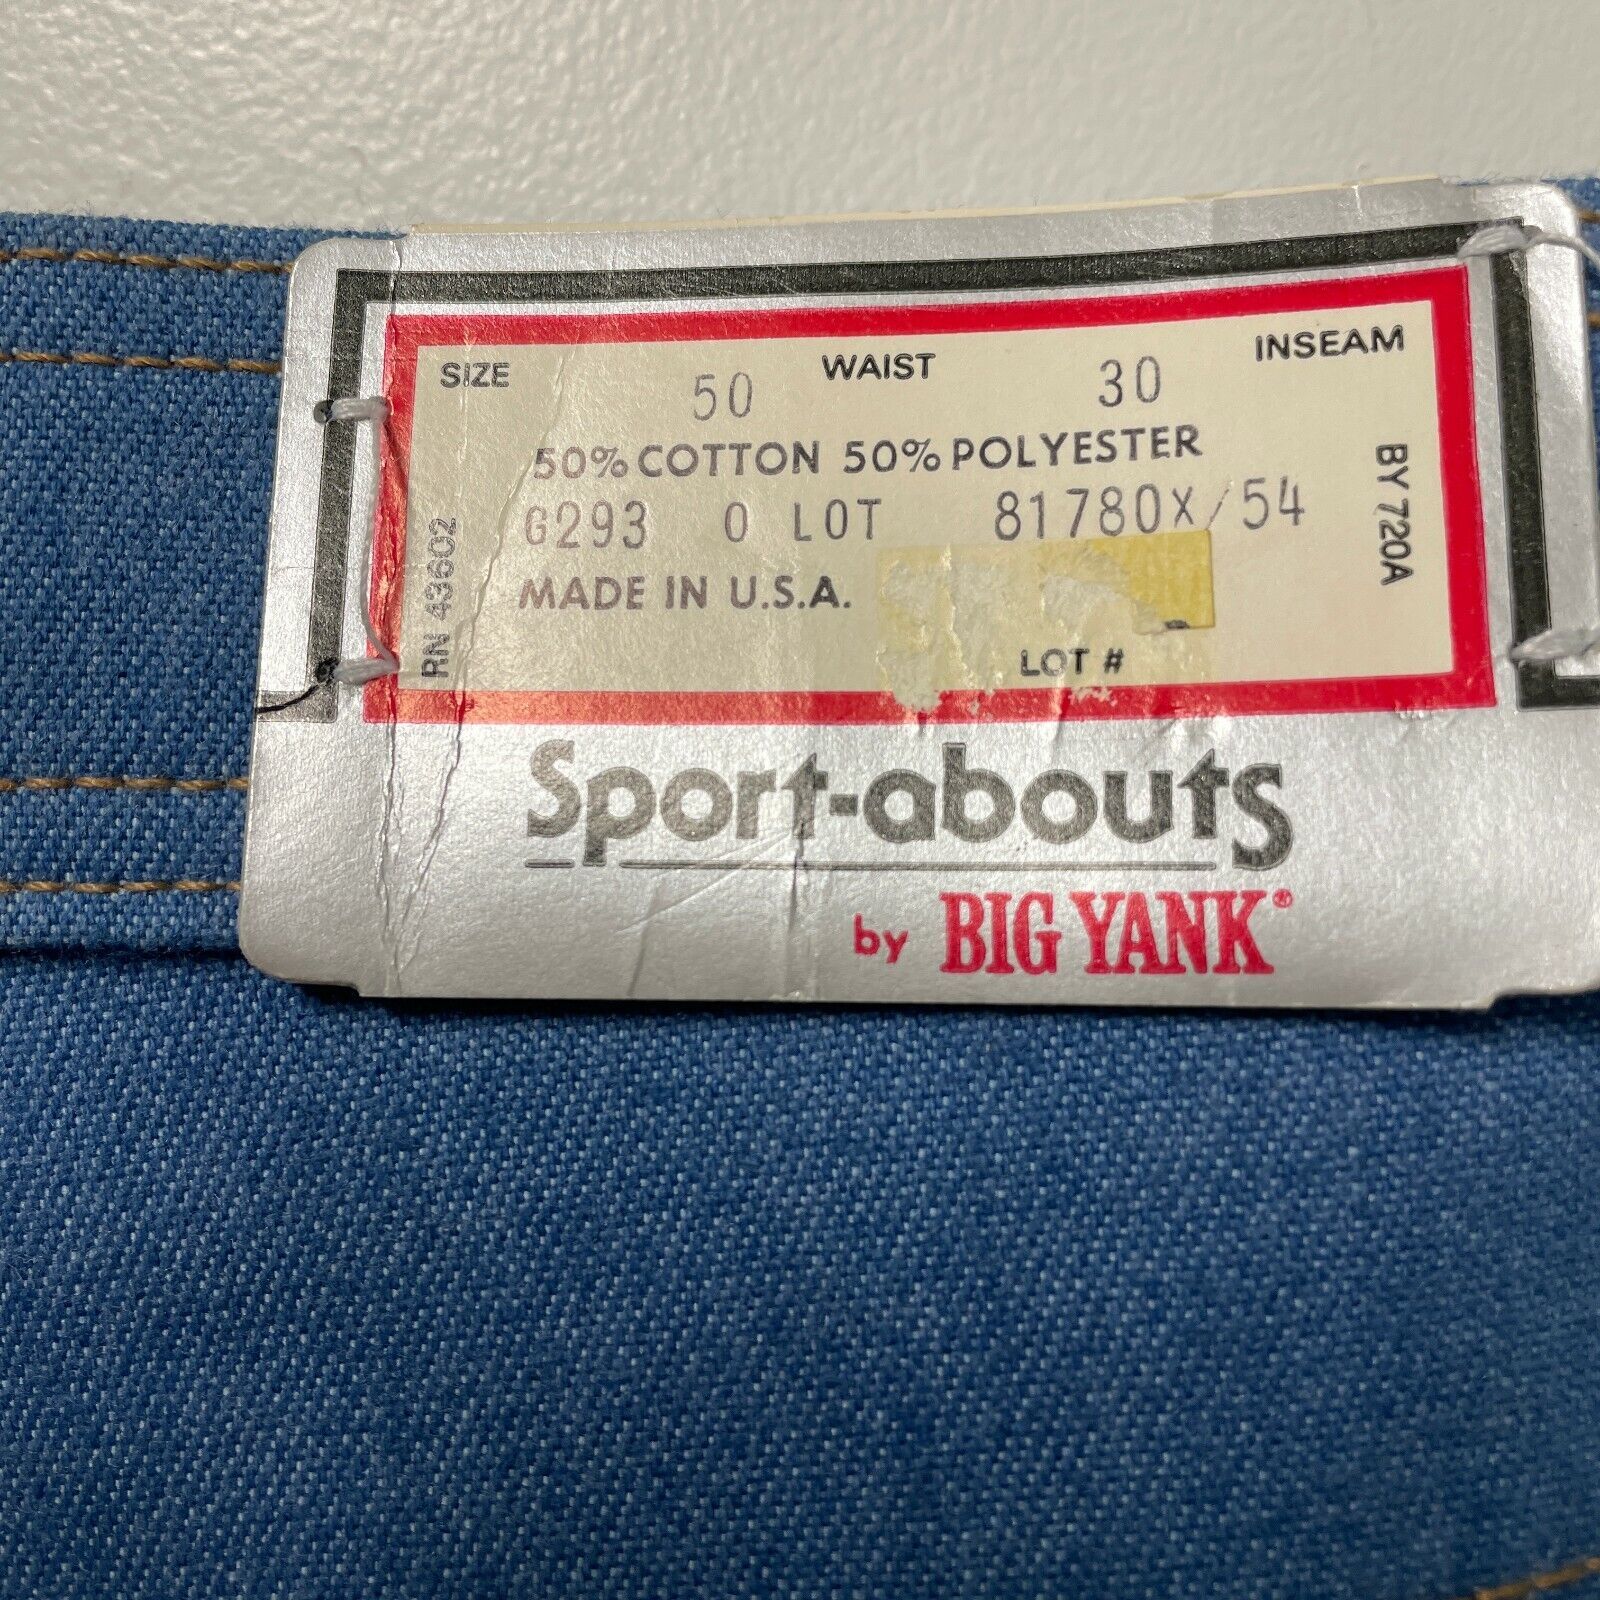 SIZE 50 WAIST 30 INSEAM
50% COTTON 50% POLYESTER
G293 0 LOT 81780X/54
MADE IN U.S.A.
LOT #
RN 43602
BY 720A
Sport-abouts
by BIG YANK®